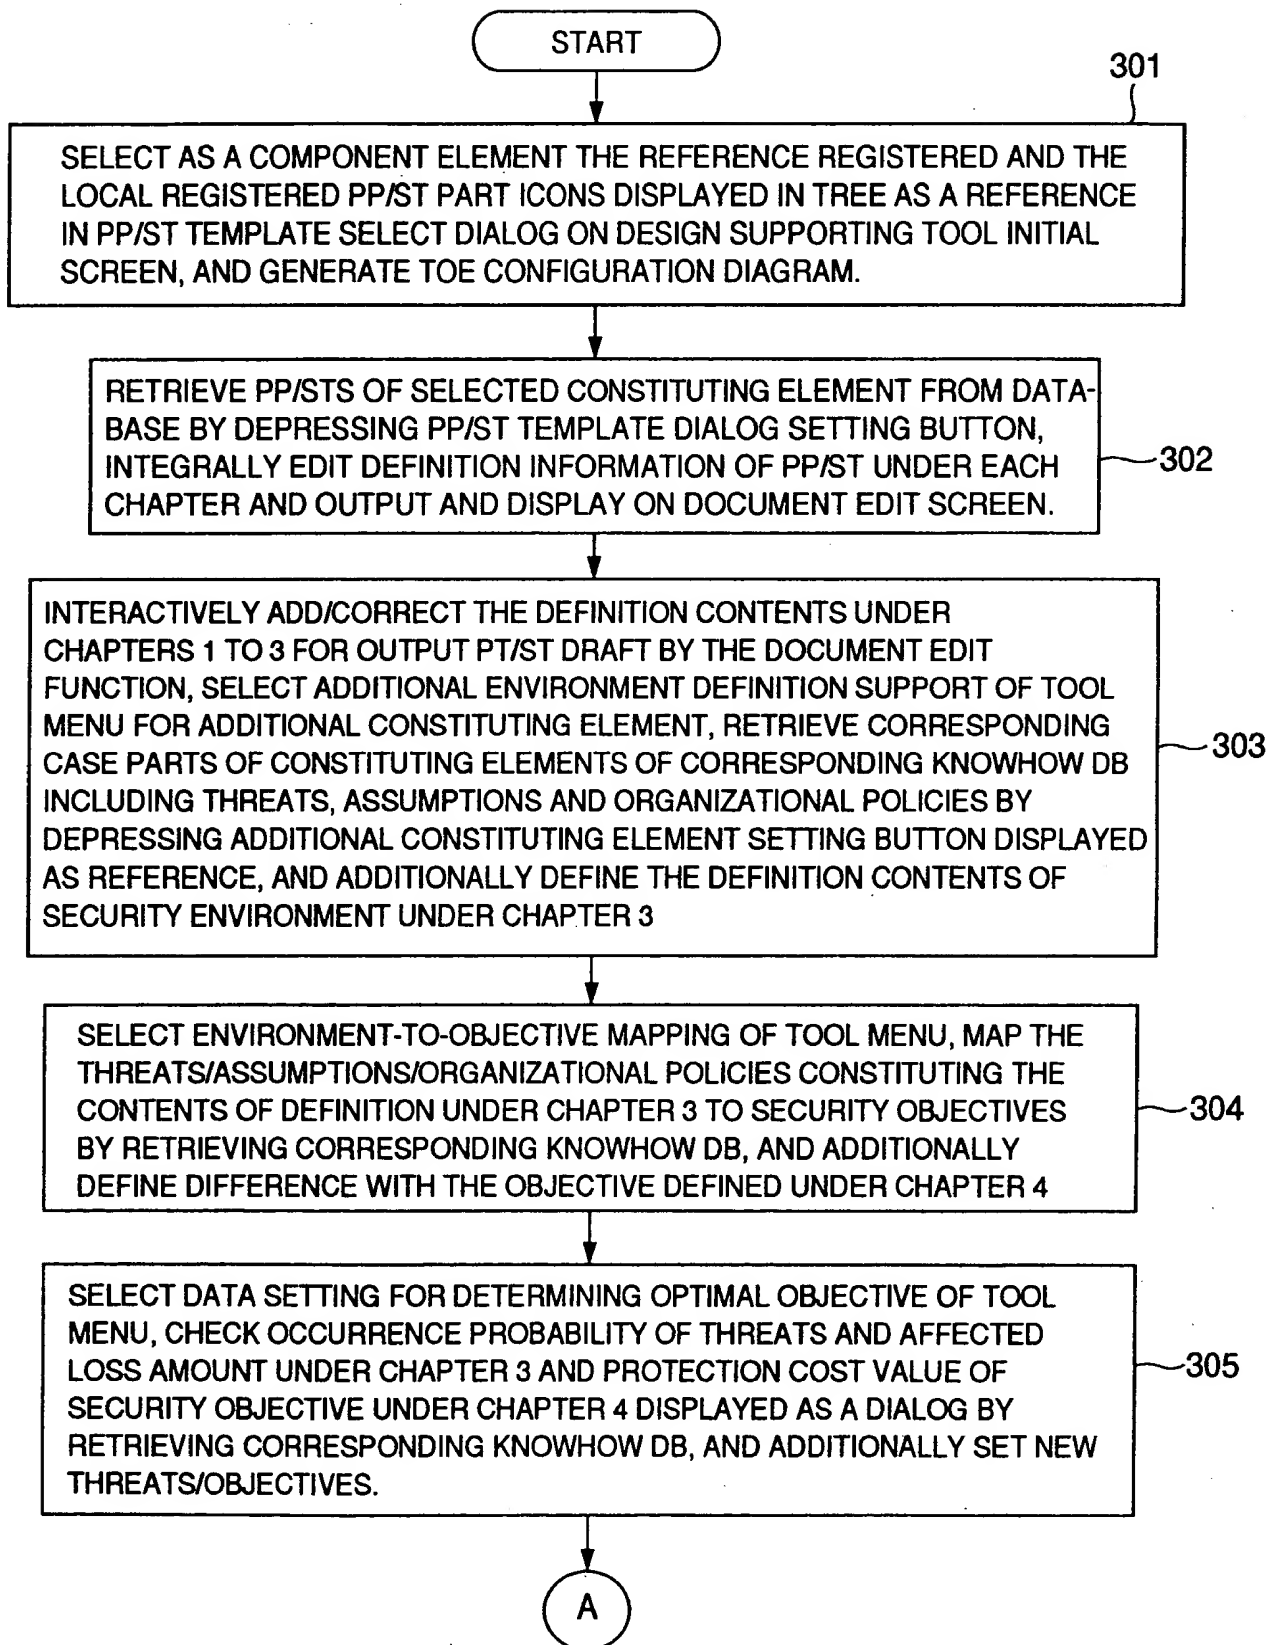 START
301
SELECT AS A COMPONENT ELEMENT THE REFERENCE REGISTERED AND THE
LOCAL REGISTERED PP/ST PART ICONS DISPLAYED IN TREE AS A REFERENCE
IN PP/ST TEMPLATE SELECT DIALOG ON DESIGN SUPPORTING TOOL INITIAL
SCREEN, AND GENERATE TOE CONFIGURATION DIAGRAM.
RETRIEVE PP/STS OF SELECTED CONSTITUTING ELEMENT FROM DATA-
BASE BY DEPRESSING PP/ST TEMPLATE DIALOG SETTING BUTTON,
INTEGRALLY EDIT DEFINITION INFORMATION OF PP/ST UNDER EACH
CHAPTER AND OUTPUT AND DISPLAY ON DOCUMENT EDIT SCREEN.
302
INTERACTIVELY ADD/CORRECT THE DEFINITION CONTENTS UNDER
CHAPTERS 1 TO 3 FOR OUTPUT PT/ST DRAFT BY THE DOCUMENT EDIT
FUNCTION, SELECT ADDITIONAL ENVIRONMENT DEFINITION SUPPORT OF TOOL
MENU FOR ADDITIONAL CONSTITUTING ELEMENT, RETRIEVE CORRESPONDING
CASE PARTS OF CONSTITUTING ELEMENTS OF CORRESPONDING KNOWHOW DB
INCLUDING THREATS, ASSUMPTIONS AND ORGANIZATIONAL POLICIES BY
DEPRESSING ADDITIONAL CONSTITUTING ELEMENT SETTING BUTTON DISPLAYED
AS REFERENCE, AND ADDITIONALLY DEFINE THE DEFINITION CONTENTS OF
SECURITY ENVIRONMENT UNDER CHAPTER 3
303
SELECT ENVIRONMENT-TO-OBJECTIVE MAPPING OF TOOL MENU, MAP THE
THREATS/ASSUMPTIONS/ORGANIZATIONAL POLICIES CONSTITUTING THE
CONTENTS OF DEFINITION UNDER CHAPTER 3 TO SECURITY OBJECTIVES
BY RETRIEVING CORRESPONDING KNOWHOW DB, AND ADDITIONALLY
DEFINE DIFFERENCE WITH THE OBJECTIVE DEFINED UNDER CHAPTER 4
304
SELECT DATA SETTING FOR DETERMINING OPTIMAL OBJECTIVE OF TOOL
MENU, CHECK OCCURRENCE PROBABILITY OF THREATS AND AFFECTED
LOSS AMOUNT UNDER CHAPTER 3 AND PROTECTION COST VALUE OF
SECURITY OBJECTIVE UNDER CHAPTER 4 DISPLAYED AS A DIALOG BY
RETRIEVING CORRESPONDING KNOWHOW DB, AND ADDITIONALLY SET NEW
THREATS/OBJECTIVES.
305
A